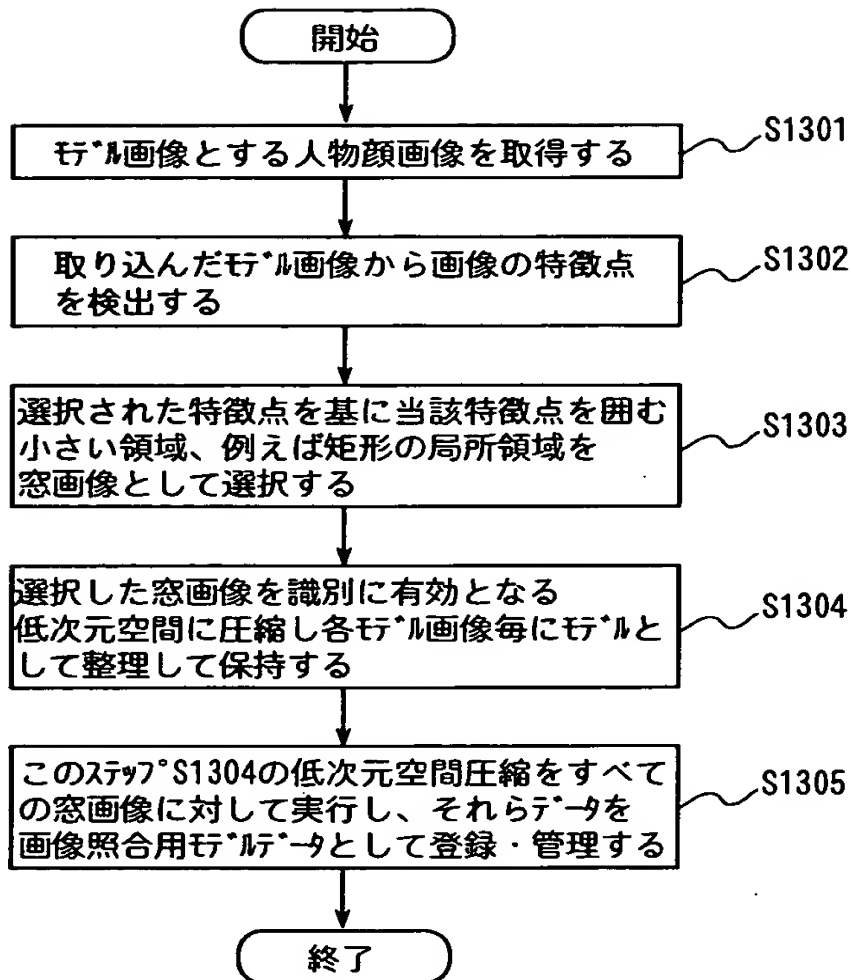 開始
ﾓﾃﾞﾙ画像とする人物顔画像を取得する
S1301
取り込んだﾓﾃﾞﾙ画像から画像の特徴点
を検出する
S1302
選択された特徴点を基に当該特徴点を囲む
小さい領域、例えば矩形の局所領域を
窓画像として選択する
S1303
選択した窓画像を識別に有効となる
低次元空間に圧縮し各ﾓﾃﾞﾙ画像毎にﾓﾃﾞﾙと
して整理して保持する
S1304
このｽﾃｯﾌﾟS1304の低次元空間圧縮をすべて
の窓画像に対して実行し、それらﾃﾞｰﾀを
画像照合用ﾓﾃﾞﾙﾃﾞｰﾀとして登録・管理する
S1305
終了